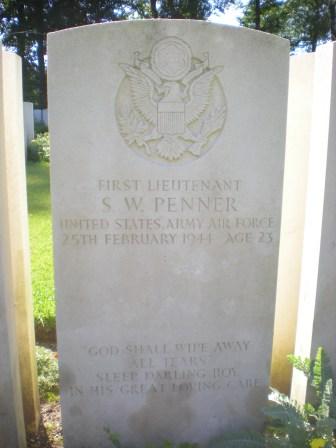 FIRST LIEUTENANT
S. W. PENNER
UNITED STATES ARMY AIR FORCE
25TH FEBRUARY 1944 AGE 23
"GOD SHALL WIPE AWAY
ALL TEARS"
SLEEP DARLING BOY,
IN HIS GREAT LOVING CARE